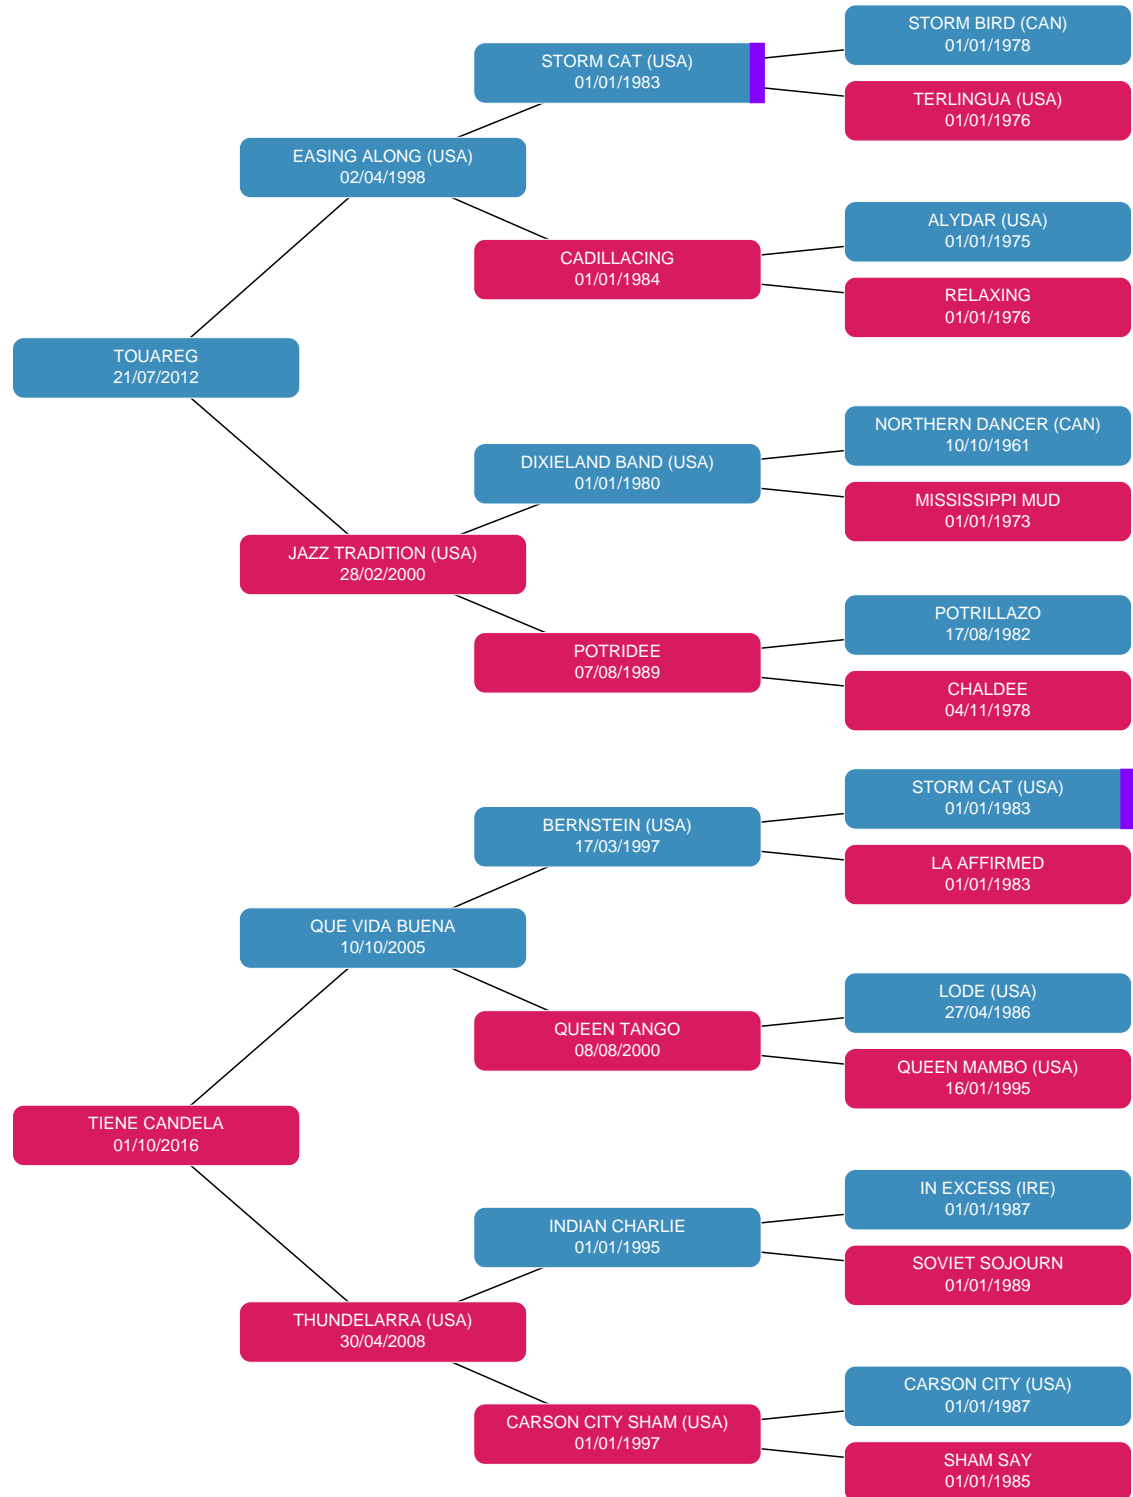 STORM BIRD (CAN)
01/01/1978
STORM CAT (USA)
01/01/1983
TERLINGUA (USA)
01/01/1976
EASING ALONG (USA)
02/04/1998
ALYDAR (USA)
01/01/1975
CADILLACING
01/01/1984
RELAXING
01/01/1976
TOUAREG
21/07/2012
NORTHERN DANCER (CAN)
10/10/1961
DIXIELAND BAND (USA)
01/01/1980
MISSISSIPPI MUD
01/01/1973
JAZZ TRADITION (USA)
28/02/2000
POTRILLAZO
17/08/1982
POTRIDEE
07/08/1989
CHALDEE
04/11/1978
STORM CAT (USA)
01/01/1983
BERNSTEIN (USA)
17/03/1997
LA AFFIRMED
01/01/1983
QUE VIDA BUENA
10/10/2005
LODE (USA)
27/04/1986
QUEEN TANGO
08/08/2000
QUEEN MAMBO (USA)
16/01/1995
TIENE CANDELA
01/10/2016
IN EXCESS (IRE)
01/01/1987
INDIAN CHARLIE
01/01/1995
SOVIET SOJOURN
01/01/1989
THUNDELARRA (USA)
30/04/2008
CARSON CITY (USA)
01/01/1987
CARSON CITY SHAM (USA)
01/01/1997
SHAM SAY
01/01/1985